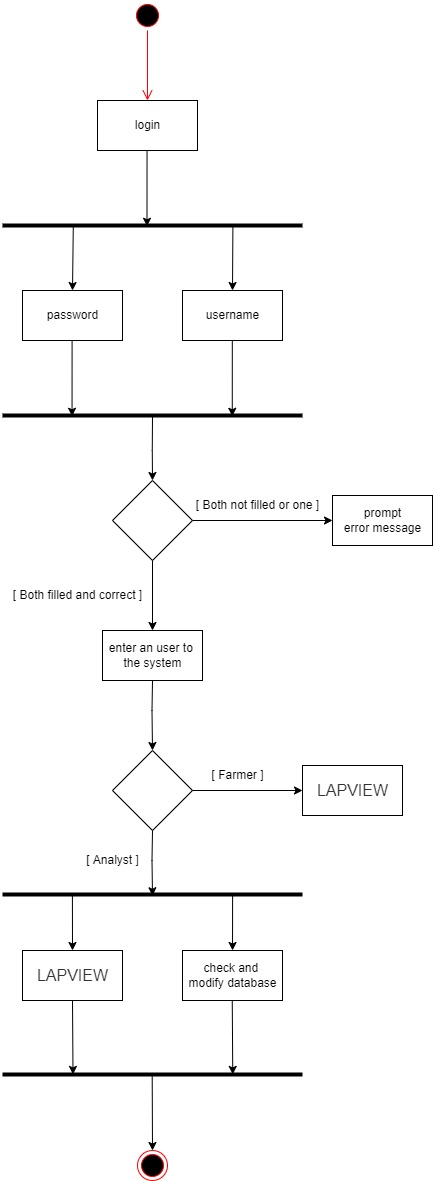 login
password
username
[ Both not filled or one ]
prompt
error message
[ Both filled and correct ]
enter an user to
the system
[ Farmer ]
LAPVIEW
[ Analyst ]
LAPVIEW
check and
modify database